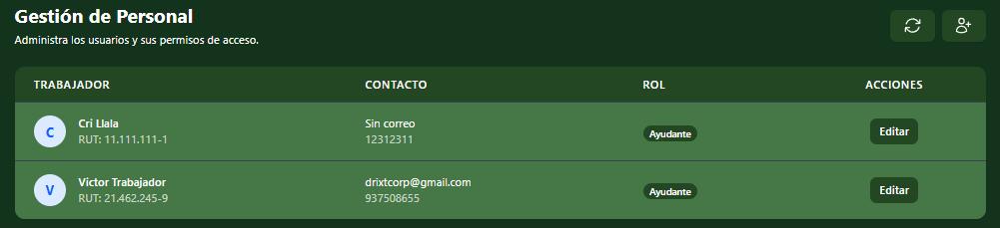 Gestión de Personal
Administra los usuarios y sus permisos de acceso.
TRABAJADOR CONTACTO ROL ACCIONES
C Cri Llala Sin correo Ayudante Editar
RUT: 11.111.111-1 12312311
V Victor Trabajador drixtcorp@gmail.com Ayudante Editar
RUT: 21.462.245-9 937508655